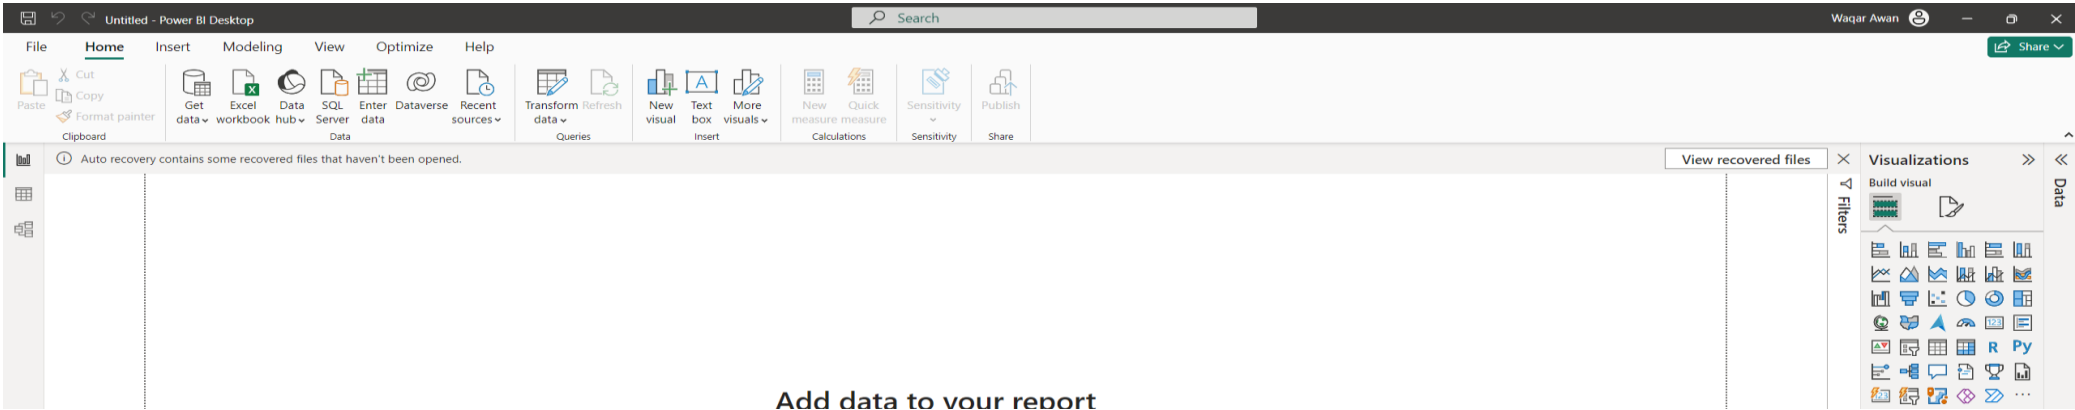 Untitled - Power BI Desktop
Search
Waqar Awan
File Home Insert Modeling View Optimize Help
Share
Paste
Cut
Copy
Format painter
Clipboard
Get data
Excel workbook
Data hub
SQL Server
Enter data
Dataverse
Recent sources
Data
Transform data
Refresh
Queries
New visual
Text box
More visuals
Insert
New measure
Quick measure
Calculations
Sensitivity
Sensitivity
Publish
Share
Auto recovery contains some recovered files that haven't been opened.
View recovered files
Filters
Visualizations
Build visual
123
R Py
123
Data
Add data to your report